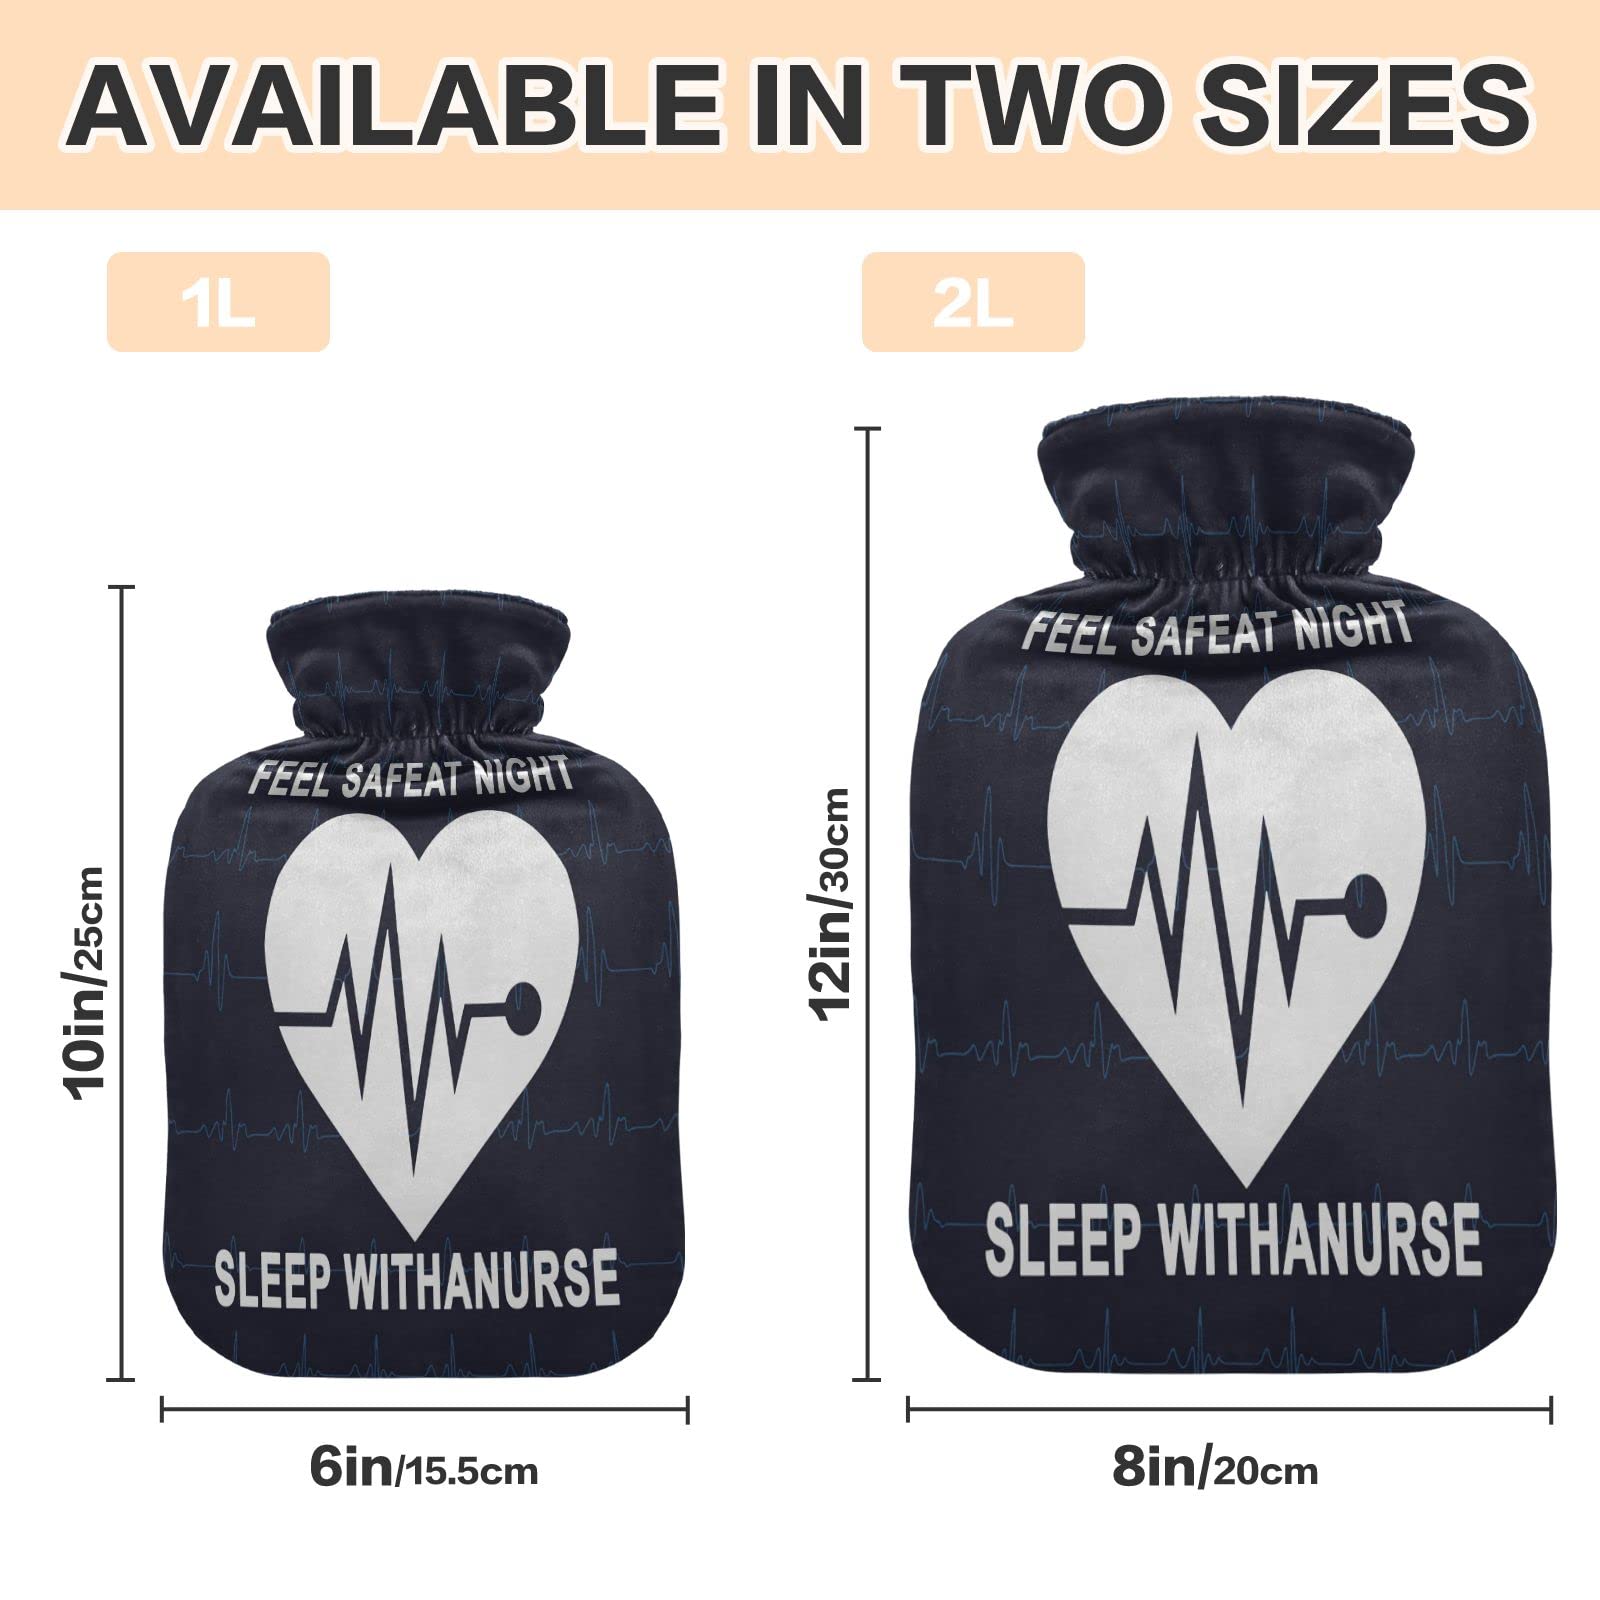 AVAILABLE IN TWO SIZES
1L
2L
FEEL SAFEAT NIGHT
SLEEP WITHANURSE
10in/25cm
6in/15.5cm
FEEL SAFEAT NIGHT
SLEEP WITHANURSE
12in/30cm
8in/20cm